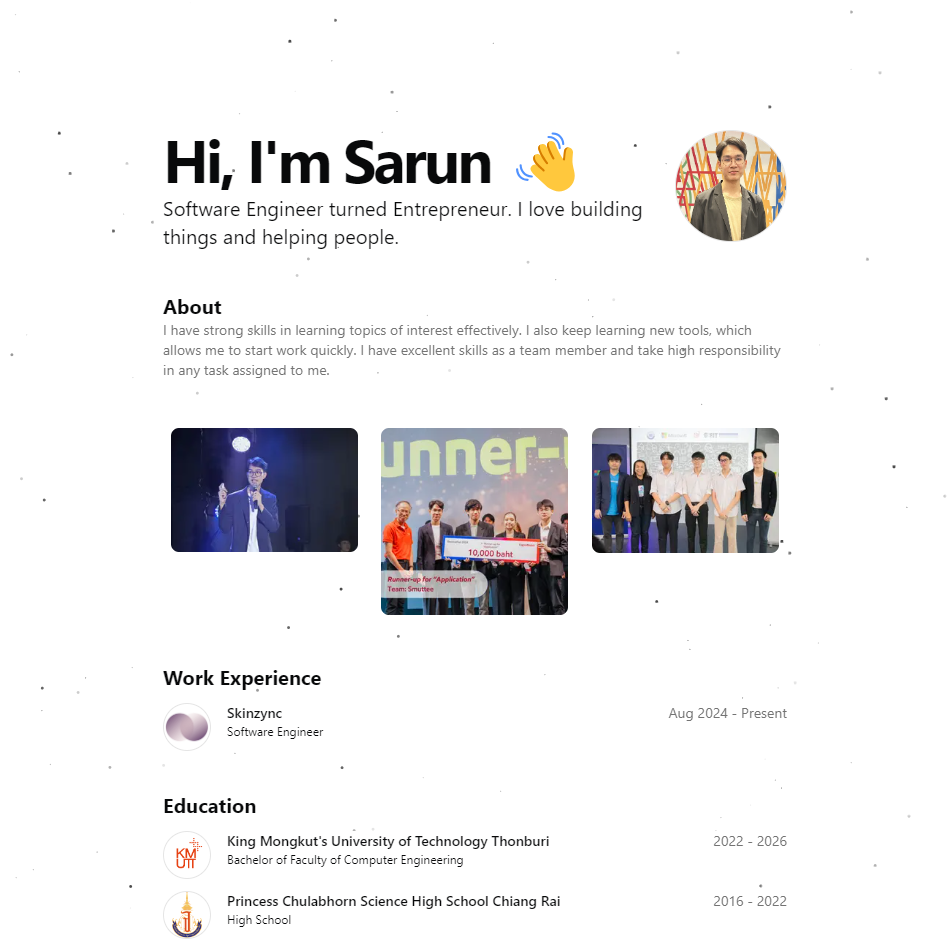 Hi, I'm Sarun 👋
Software Engineer turned Entrepreneur. I love building
things and helping people.
About
I have strong skills in learning topics of interest effectively. I also keep learning new tools, which
allows me to start work quickly. I have excellent skills as a team member and take high responsibility
in any task assigned to me.
unner-u
10,000 baht
Runner-up for "Application"
Team: Smuttee
Work Experience
Skinzync
Aug 2024 - Present
Software Engineer
Education
King Mongkut's University of Technology Thonburi
2022 - 2026
Bachelor of Faculty of Computer Engineering
KM
UTT
Princess Chulabhorn Science High School Chiang Rai
2016 - 2022
High School